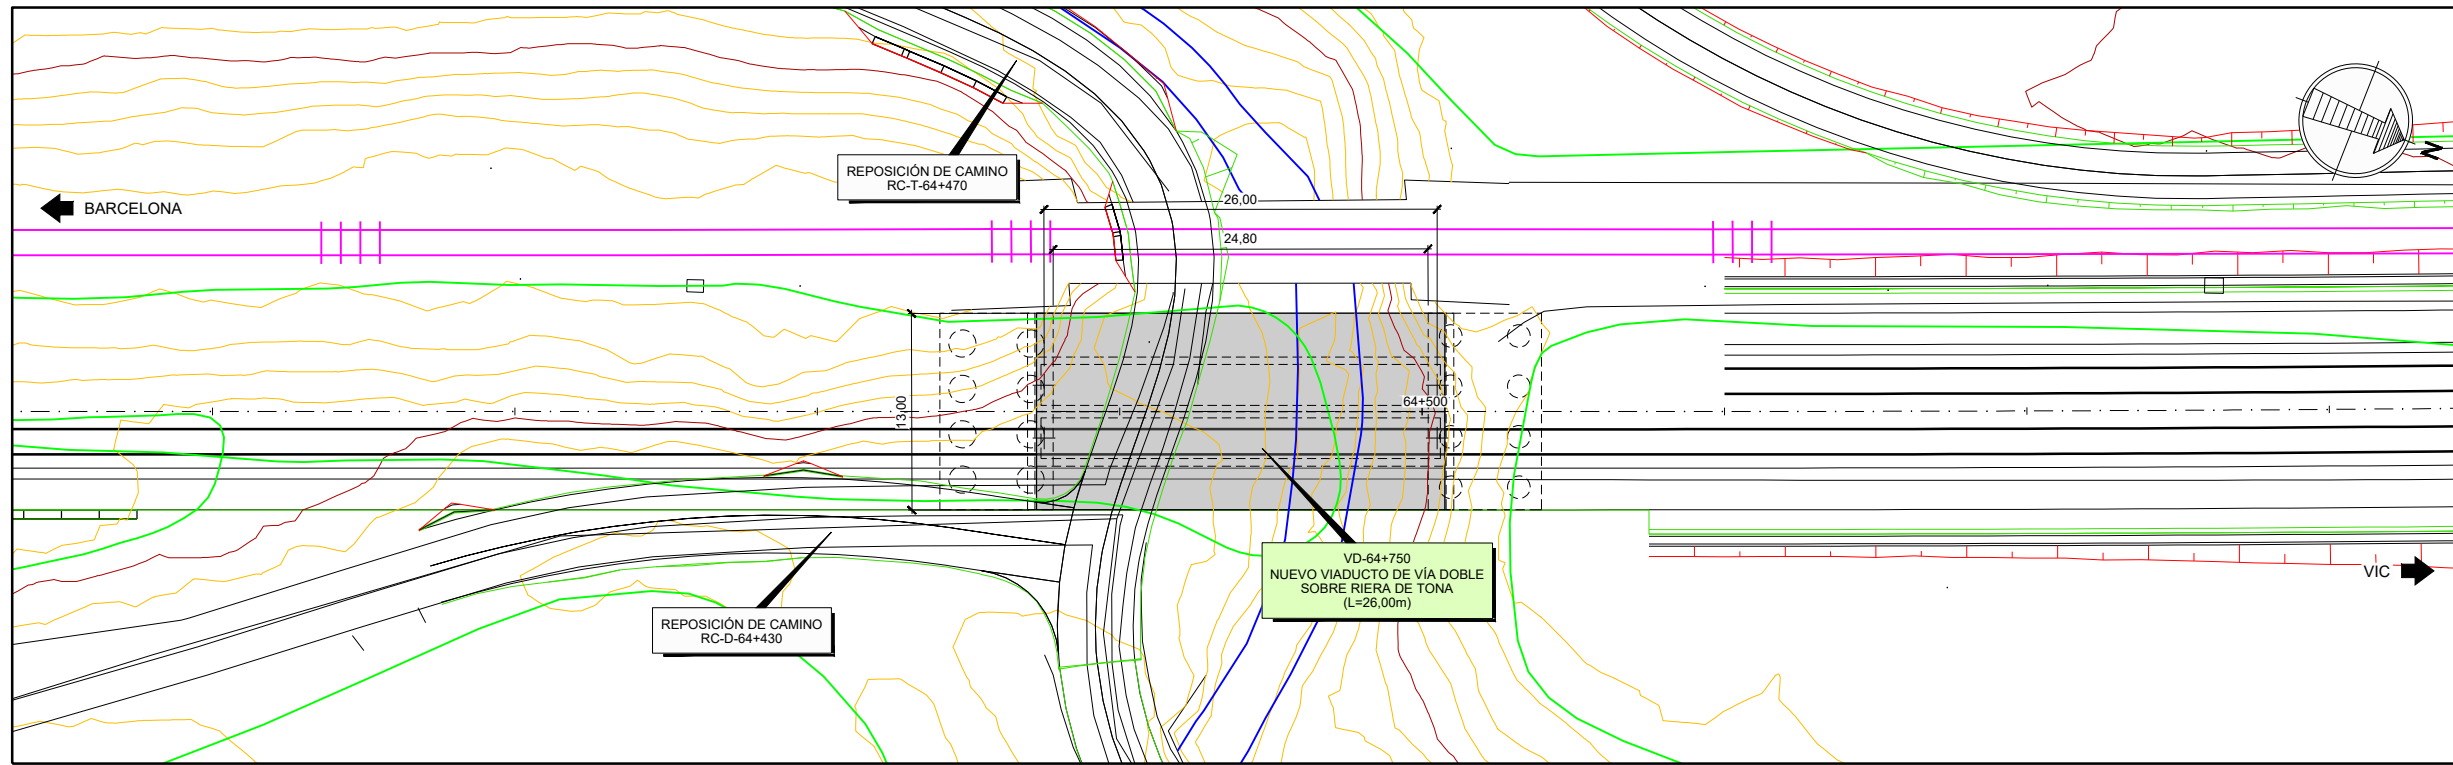 REPOSICIÓN DE CAMINO
RC-T-64+470
N
BARCELONA
26,00
24,80
13,00
64+500
VD-64+750
NUEVO VIADUCTO DE VÍA DOBLE
SOBRE RIERA DE TONA
(L=26,00m)
VIC
REPOSICIÓN DE CAMINO
RC-D-64+430